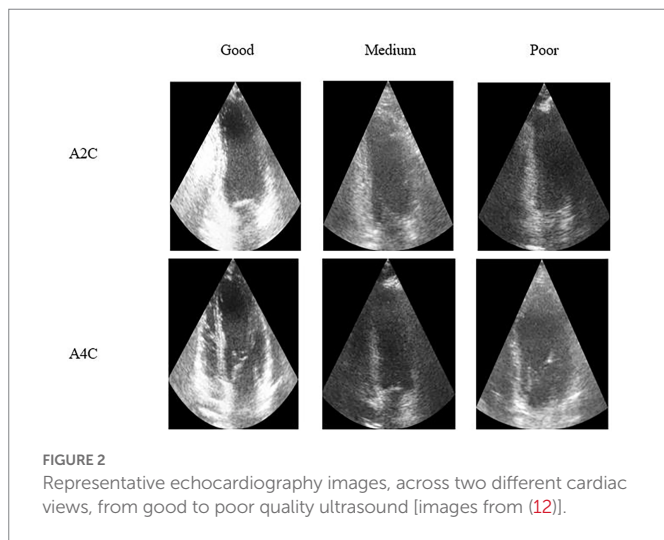 Good Medium Poor
A2C
A4C
FIGURE 2
Representative echocardiography images, across two different cardiac
views, from good to poor quality ultrasound [images from (12)].